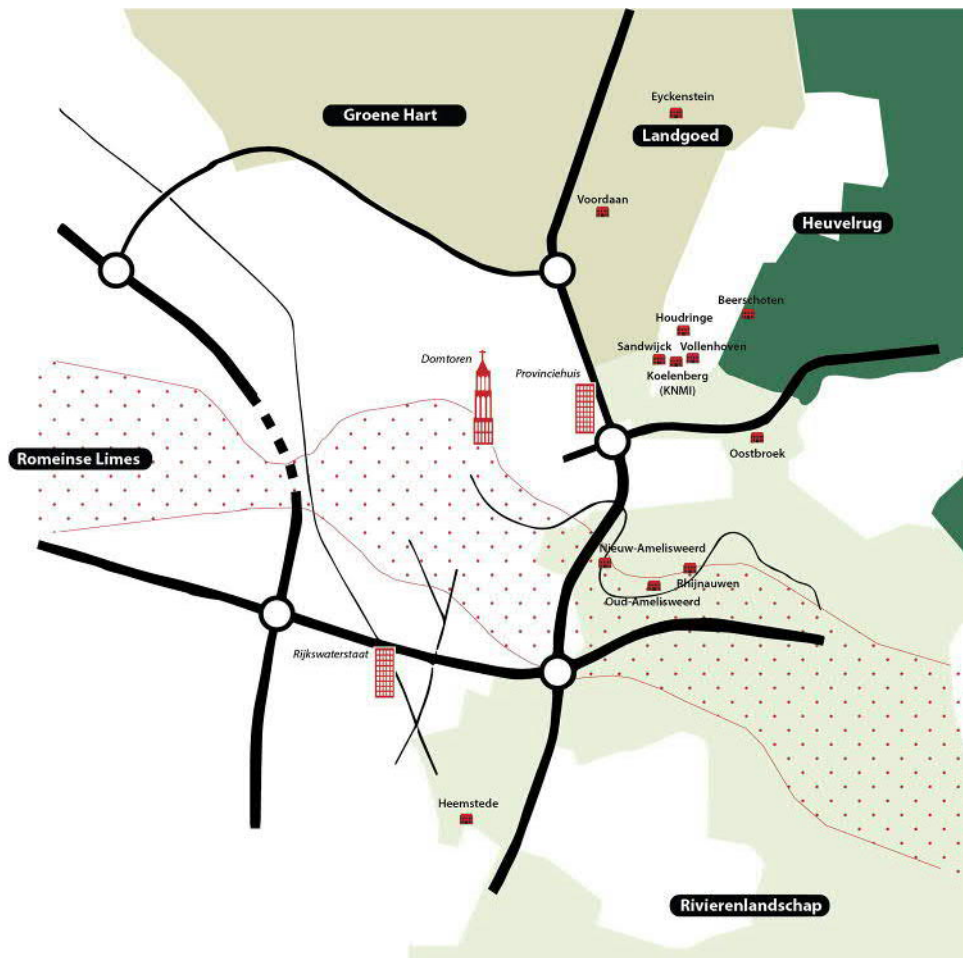 Eyckenstein
Groene Hart
Landgoed
Voordaan
Heuvelrug
Beerschoten
Houdringe
Sandwijck
Vollenhoven
Domtoren
Provinciehuis
Koelenberg
(KNMI)
Romeinse Limes
Oostbroek
Nieuw-Amelisweerd
Rhijnauwen
Oud-Amelisweerd
Rijkswaterstaat
Heemstede
Rivierenlandschap